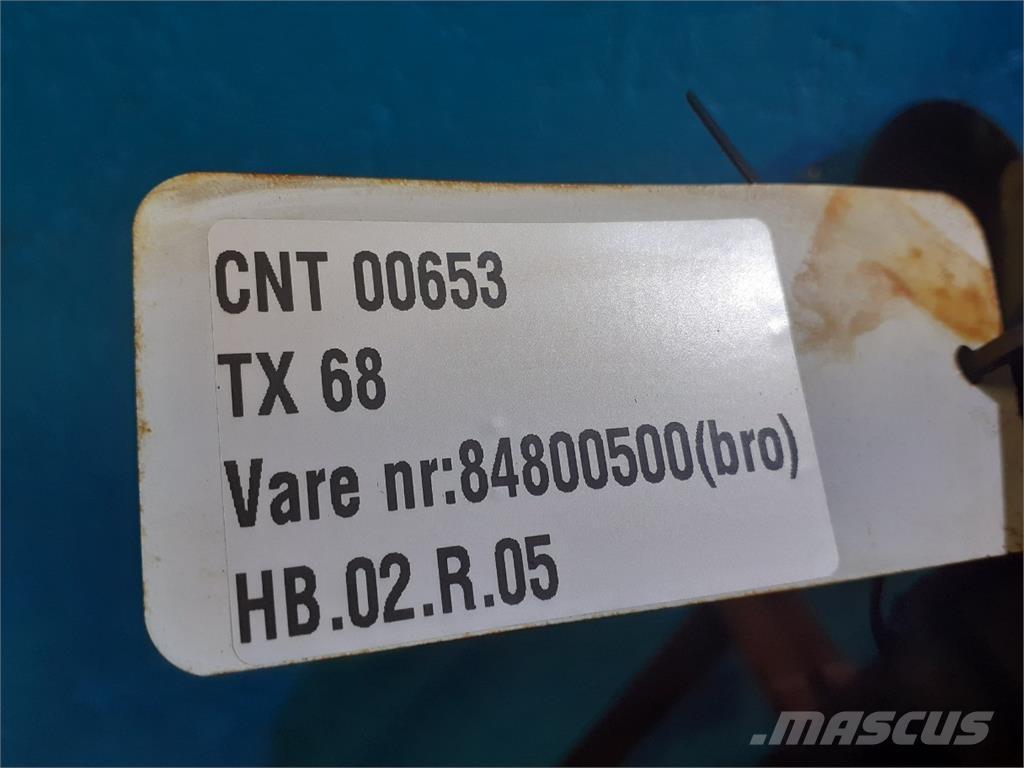 CNT 00653
TX 68
Vare nr:84800500(bro)
HB.02.R.05
.MASCUS